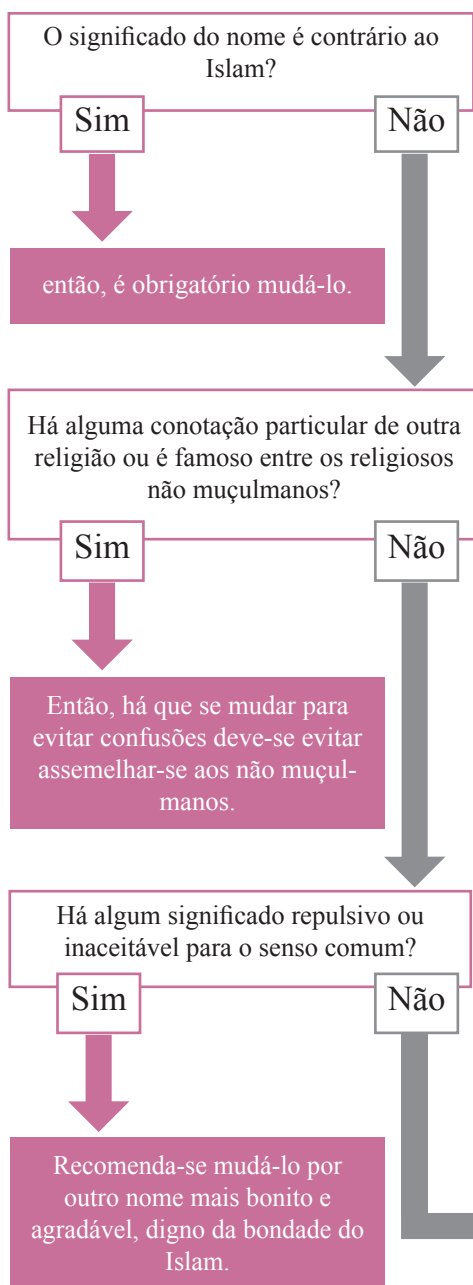 O significado do nome é contrário ao
Islam?
Sim
Não
então, é obrigatório mudá-lo.
Há alguma conotação particular de outra
religião ou é famoso entre os religiosos
não muçulmanos?
Sim
Não
Então, há que se mudar para
evitar confusões deve-se evitar
assemelhar-se aos não muçul-
manos.
Há algum significado repulsivo ou
inaceitável para o senso comum?
Sim
Não
Recomenda-se mudá-lo por
outro nome mais bonito e
agradável, digno da bondade do
Islam.